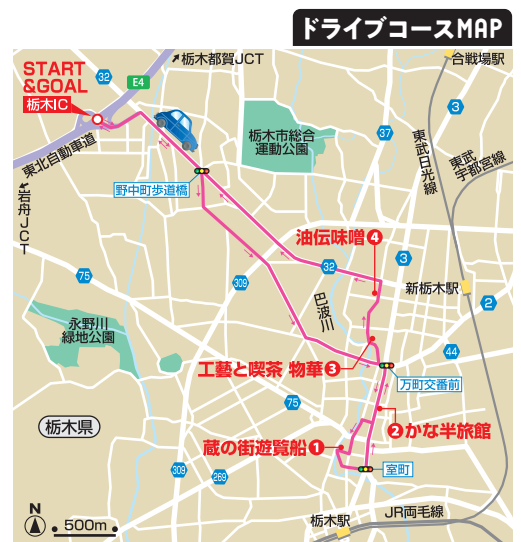 ドライブコースMAP
栃木都賀JCT
合戦場駅
START
&GOAL
栃木IC
32
E4
3
東北自動車道
栃木市総合
運動公園
37
東武日光線
東武
宇都宮線
岩舟JCT
野中町歩道橋
油伝味噌4
3
32
75
309
新栃木駅
2
巴波川
永野川
緑地公園
44
工藝と喫茶 物華3
万町交番前
75
2かな半旅館
栃木県
蔵の街遊覧船1
室町
309
269
N
500m
栃木駅
JR両毛線